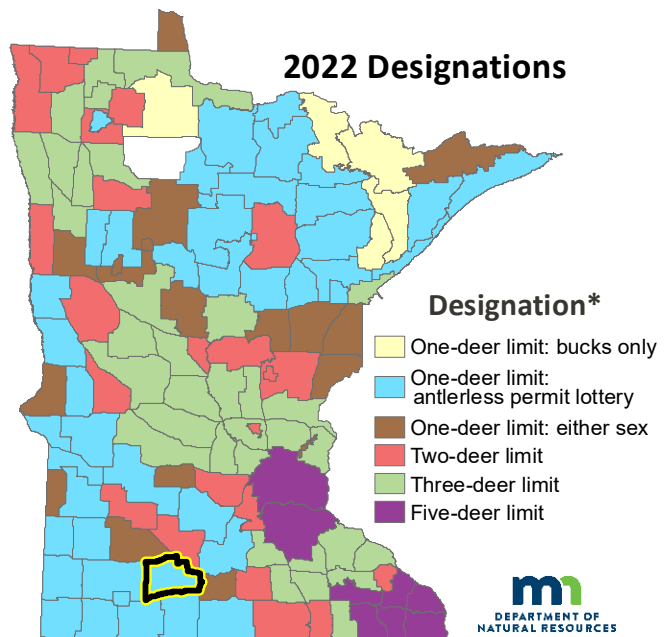 2022 Designations
Designation*
One-deer limit: bucks only
One-deer limit:
antlerless permit lottery
One-deer limit: either sex
Two-deer limit
Three-deer limit
Five-deer limit
mn
DEPARTMENT OF
NATURAL RESOURCES